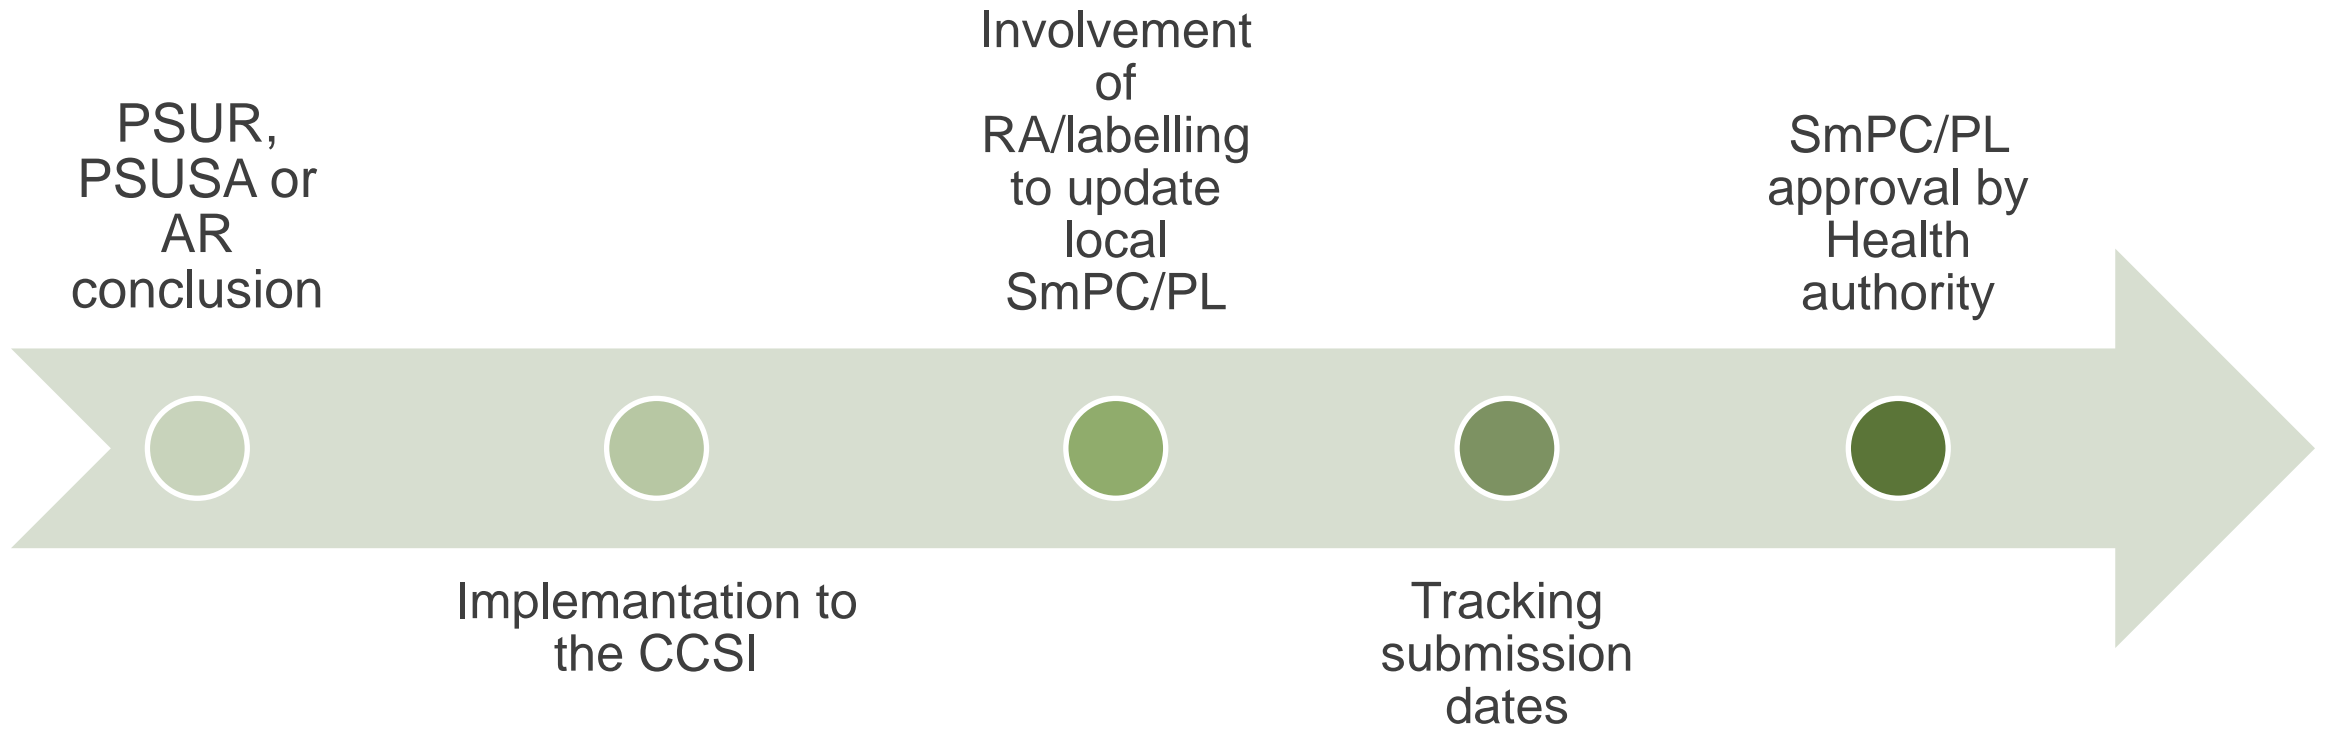 PSUR,
PSUSA or
AR
conclusion
Implemantation to
the CCSI
Involvement
of
RA/labelling
to update
local
SmPC/PL
Tracking
submission
dates
SmPC/PL
approval by
Health
authority